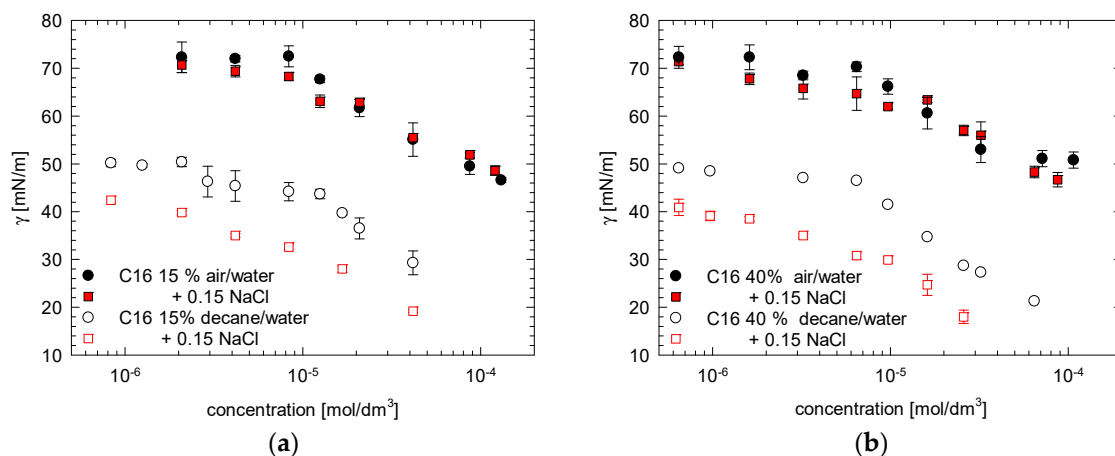 80
70
60
50
40
30
20
10
γ [mN/m]
C16 15 % air/water
+ 0.15 NaCl
C16 15% decane/water
+ 0.15 NaCl
10-6 10-5 10-4
concentration [mol/dm3]
(a)
80
70
60
50
40
30
20
10
γ [mN/m]
C16 40% air/water
+ 0.15 NaCl
C16 40 % decane/water
+ 0.15 NaCl
10-6 10-5 10-4
concentration [mol/dm3]
(b)